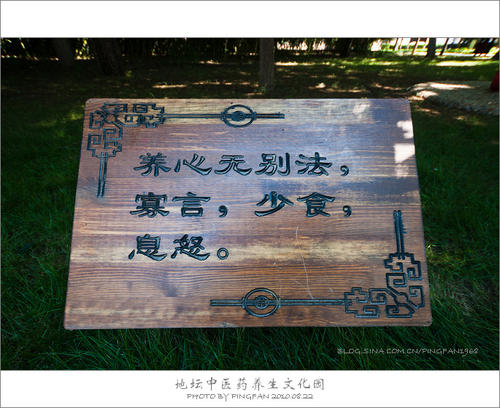 养心无别法，
寡言，少食，
息怒。
BLOG.SINA.COM.CN/PINGFAN1968
地坛中医药养生文化园
PHOTO BY PINGFAN 2010.08.22